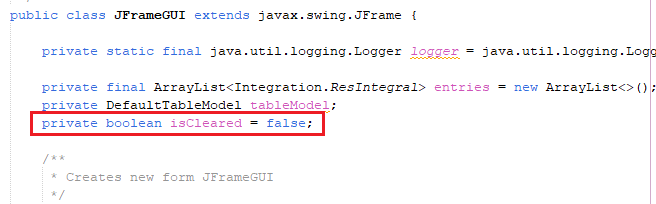 public class JFrameGUI extends javax.swing.JFrame {
private static final java.util.logging.Logger logger = java.util.logging.Logg
private final ArrayList<Integration.ResIntegral> entries = new ArrayList<>();
private DefaultTableModel tableModel;
private boolean isCleared = false;
/**
* Creates new form JFrameGUI
*/